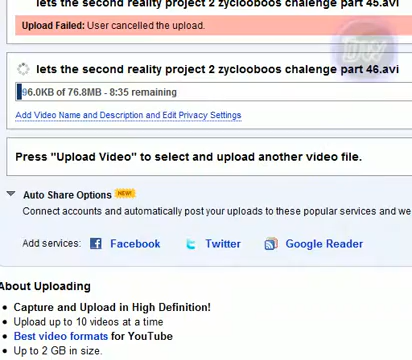 lets the second reality project 2 zyclooboos chalenge part 45.avi
Upload Failed: User cancelled the upload.
DW
lets the second reality project 2 zyclooboos chalenge part 46.avi
96.0KB of 76.8MB - 8:35 remaining
Add Video Name and Description and Edit Privacy Settings
Press "Upload Video" to select and upload another video file.
Auto Share Options NEW!
Connect accounts and automatically post your uploads to these popular services and we
Add services: Facebook Twitter Google Reader
About Uploading
• Capture and Upload in High Definition!
• Upload up to 10 videos at a time
• Best video formats for YouTube
• Up to 2 GB in size.